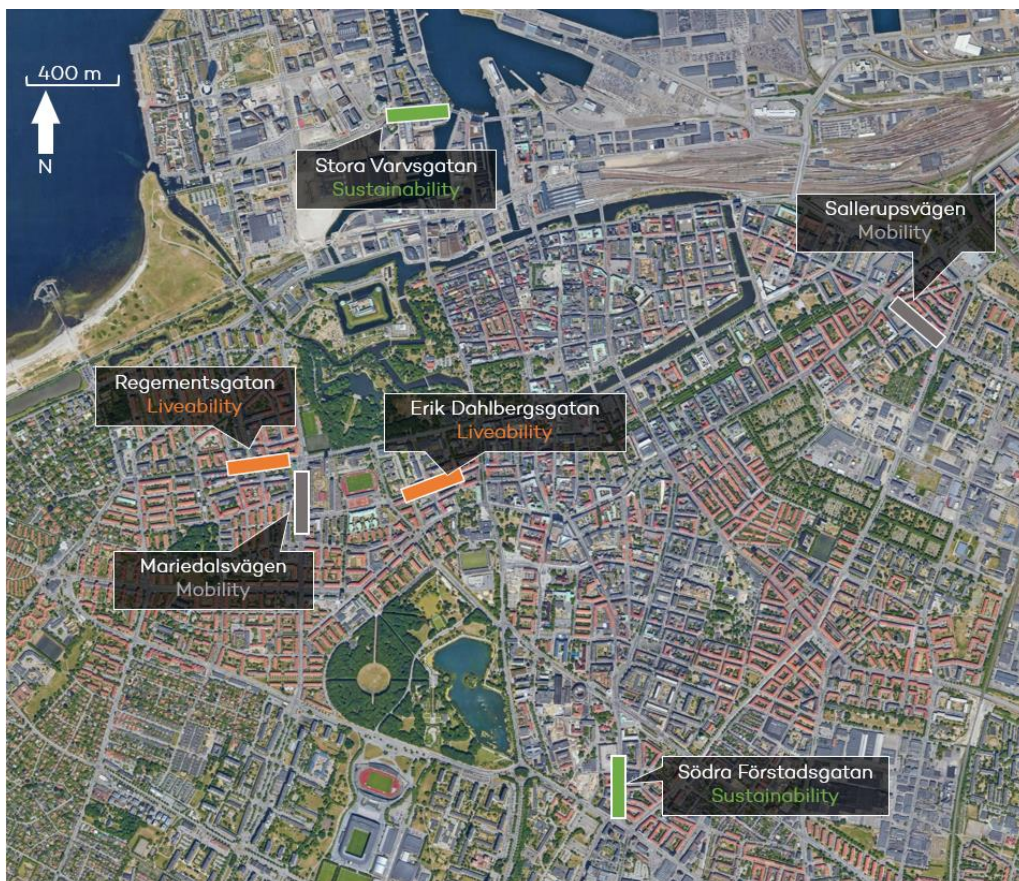 400 m
N
Stora Varvsgatan
Sustainability
Sallerupsvägen
Mobility
Regementsgatan
Liveability
Erik Dahlbergsgatan
Liveability
Mariedalsvägen
Mobility
Södra Förstadsgatan
Sustainability